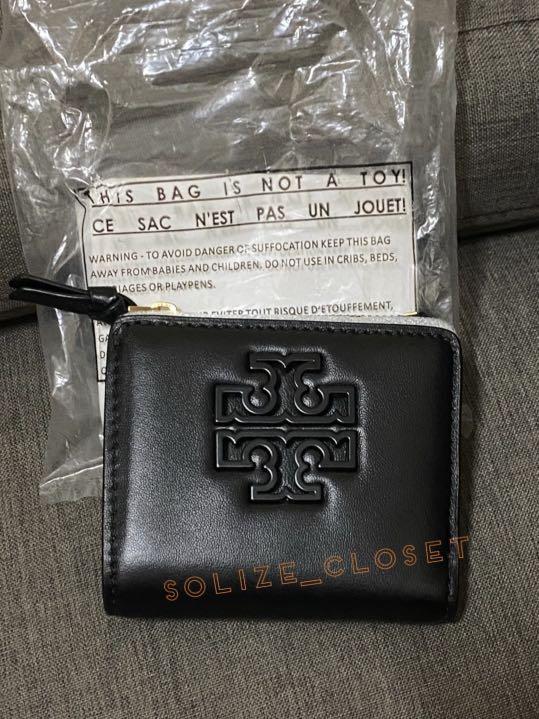 THIS BAG IS NOT A TOY!
CE SAC N'EST PAS UN JOUET!
WARNING - TO AVOID DANGER OF SUFFOCATION KEEP THIS BAG
AWAY FROM BABIES AND CHILDREN. DO NOT USE IN CRIBS, BEDS,
OR PLAYPENS.
EVITER TOUT RISQUE D'ETOUFFEMENT,
SOLIZE_CLOSET